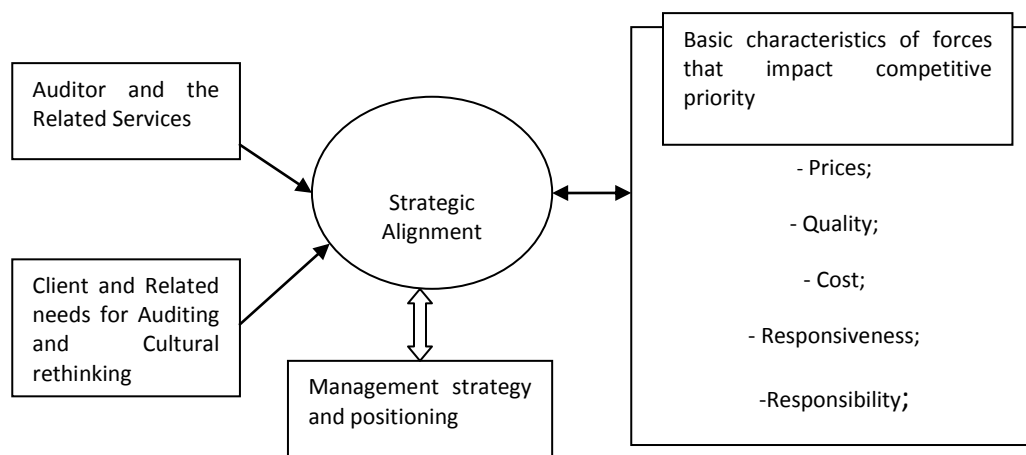 Auditor and the
Related Services
Client and Related
needs for Auditing
and Cultural
rethinking
Strategic
Alignment
Management strategy
and positioning
Basic characteristics of forces
that impact competitive
priority
- Prices;
- Quality;
- Cost;
- Responsiveness;
-Responsibility;